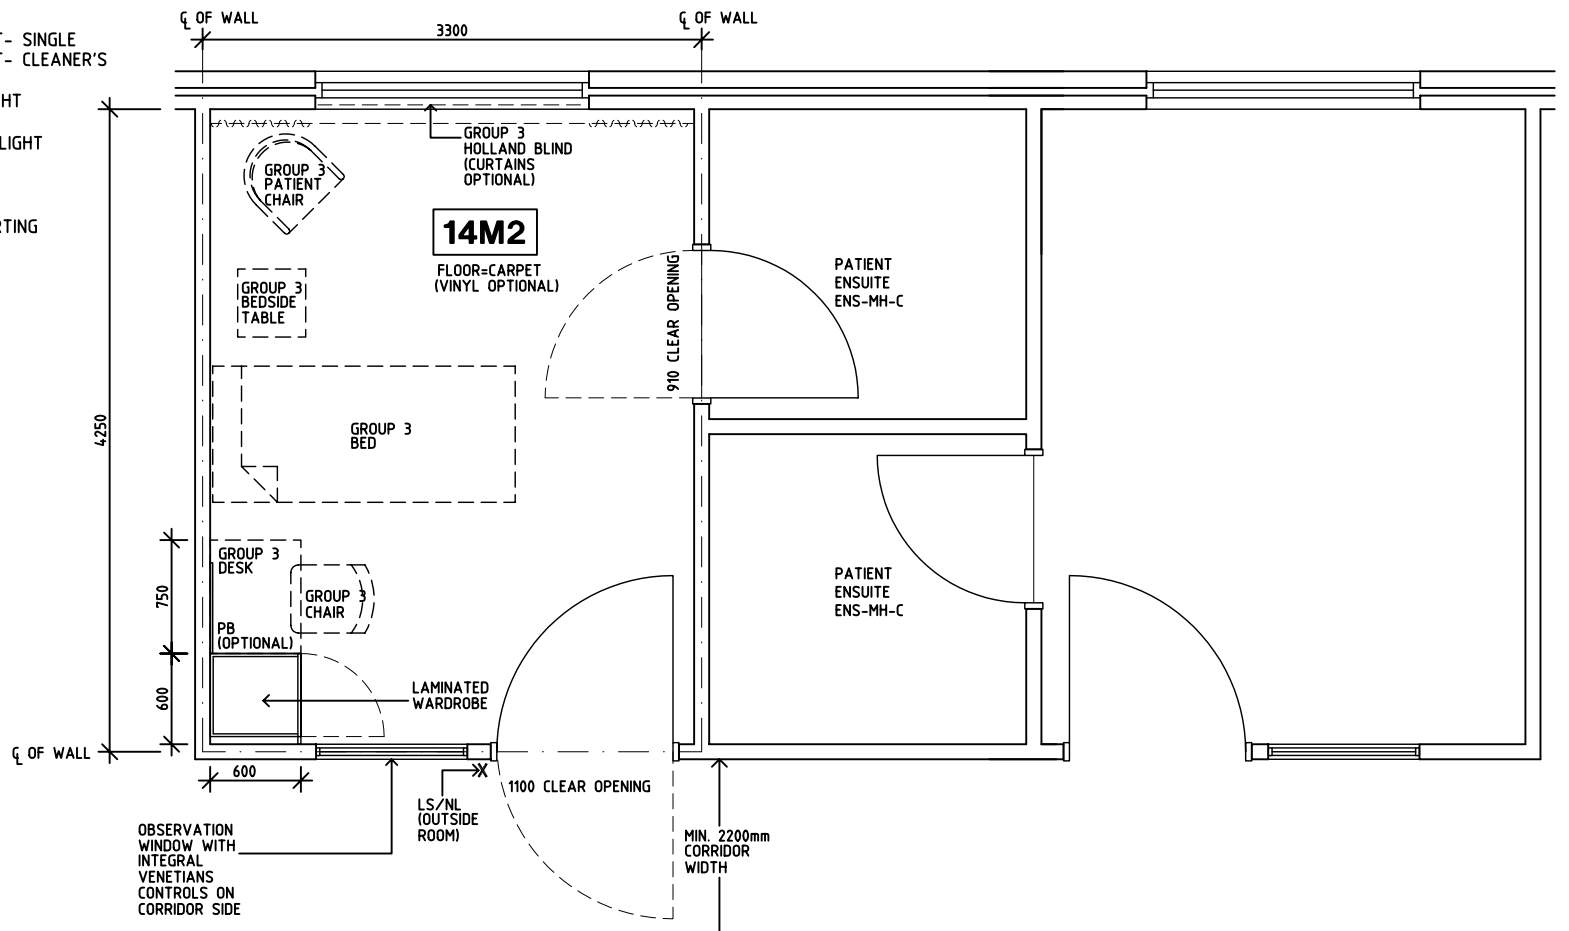 ℄ OF WALL
℄ OF WALL
3300
T- SINGLE
T- CLEANER'S
HT
LIGHT
RTING
GROUP 3
HOLLAND BLIND
(CURTAINS
OPTIONAL)
GROUP 3
PATIENT
CHAIR
14M2
FLOOR=CARPET
(VINYL OPTIONAL)
GROUP 3
BEDSIDE
TABLE
910 CLEAR OPENING
PATIENT
ENSUITE
ENS-MH-C
4250
GROUP 3
BED
GROUP 3
DESK
750
GROUP 3
CHAIR
PATIENT
ENSUITE
ENS-MH-C
PB
(OPTIONAL)
600
LAMINATED
WARDROBE
℄ OF WALL
600
1100 CLEAR OPENING
LS/NL
(OUTSIDE
ROOM)
OBSERVATION
WINDOW WITH
INTEGRAL
VENETIANS
CONTROLS ON
CORRIDOR SIDE
MIN. 2200mm
CORRIDOR
WIDTH